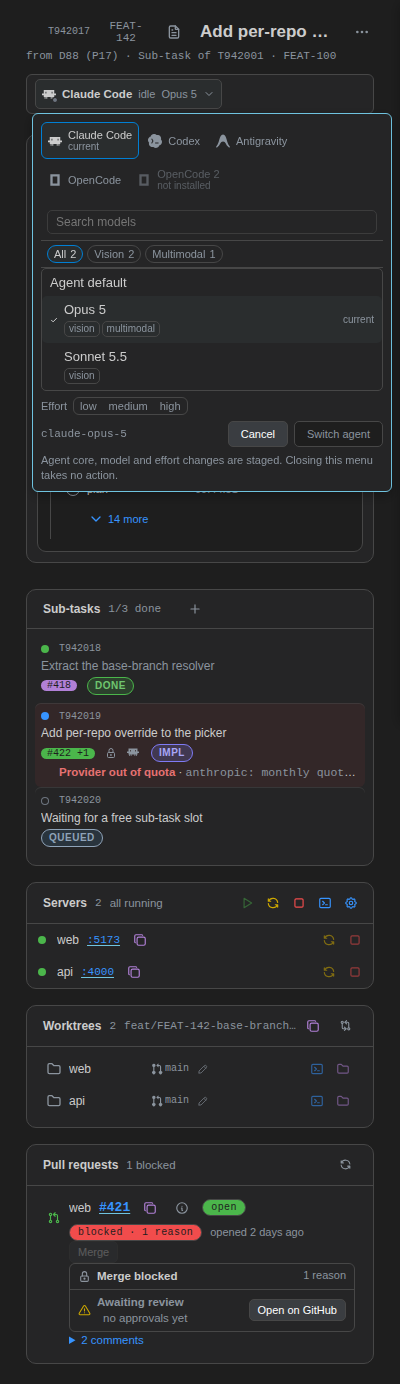 T942017 FEAT-142 Add per-repo …
from D88 (P17) · Sub-task of T942001 · FEAT-100
Claude Code idle Opus 5
Claude Code
current
Codex
Antigravity
OpenCode
OpenCode 2
not installed
Search models
All 2 Vision 2 Multimodal 1
Agent default
Opus 5
vision multimodal
current
Sonnet 5.5
vision
Effort low medium high
claude-opus-5 Cancel Switch agent
Agent core, model and effort changes are staged. Closing this menu
takes no action.
14 more
Sub-tasks 1/3 done
T942018
Extract the base-branch resolver
#418 DONE
T942019
Add per-repo override to the picker
#422 +1 IMPL
Provider out of quota · anthropic: monthly quot…
T942020
Waiting for a free sub-task slot
QUEUED
Servers 2 all running
web :5173
api :4000
Worktrees 2 feat/FEAT-142-base-branch…
web main
api main
Pull requests 1 blocked
web #421 open
blocked · 1 reason opened 2 days ago
Merge
Merge blocked 1 reason
Awaiting review
no approvals yet
Open on GitHub
2 comments